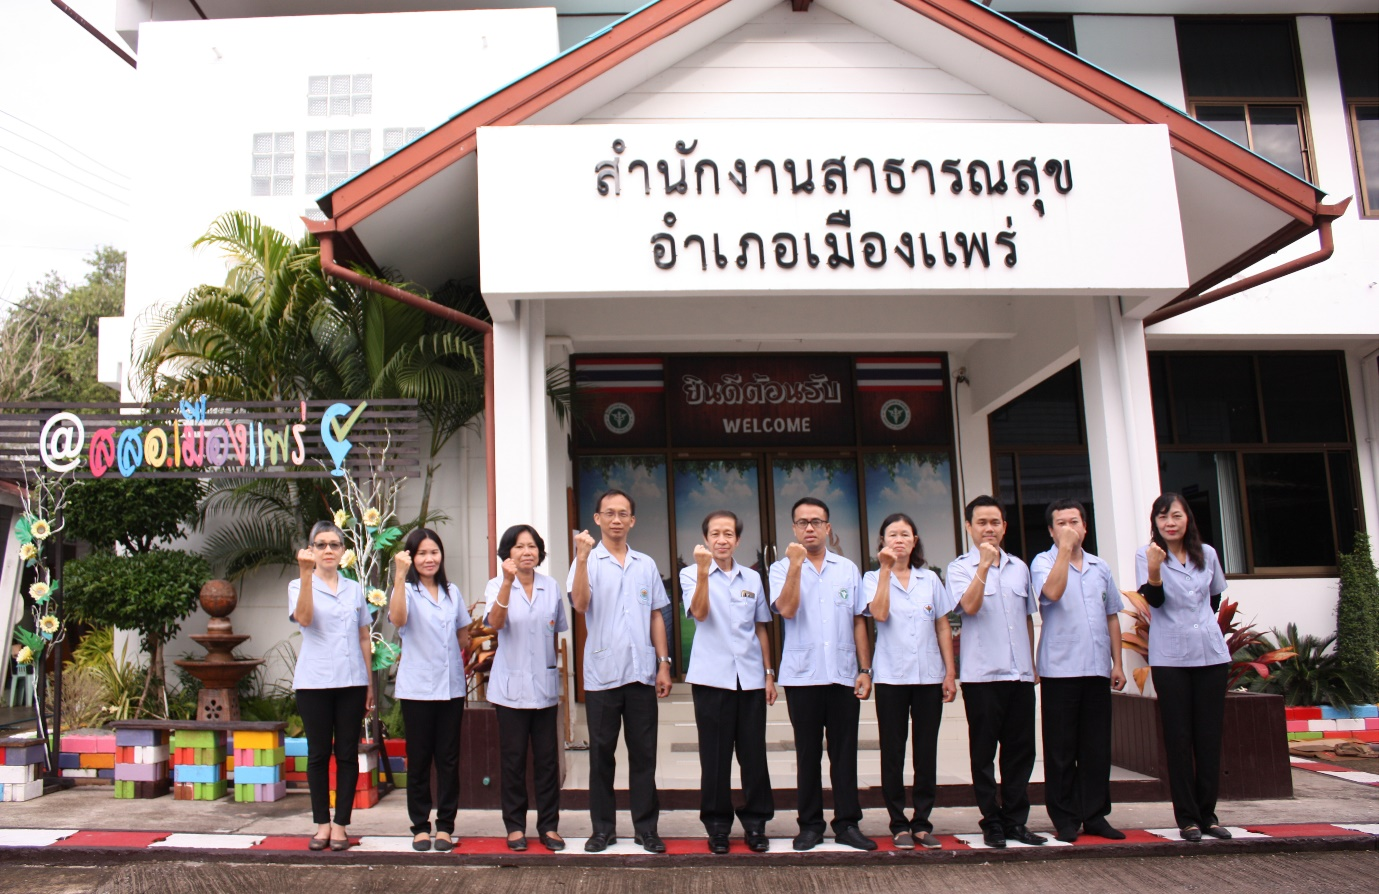 สำนักงานสาธารณสุข
อำเภอเมืองแพร่
ยินดีต้อนรับ
WELCOME
@สสอ.เมืองแพร่